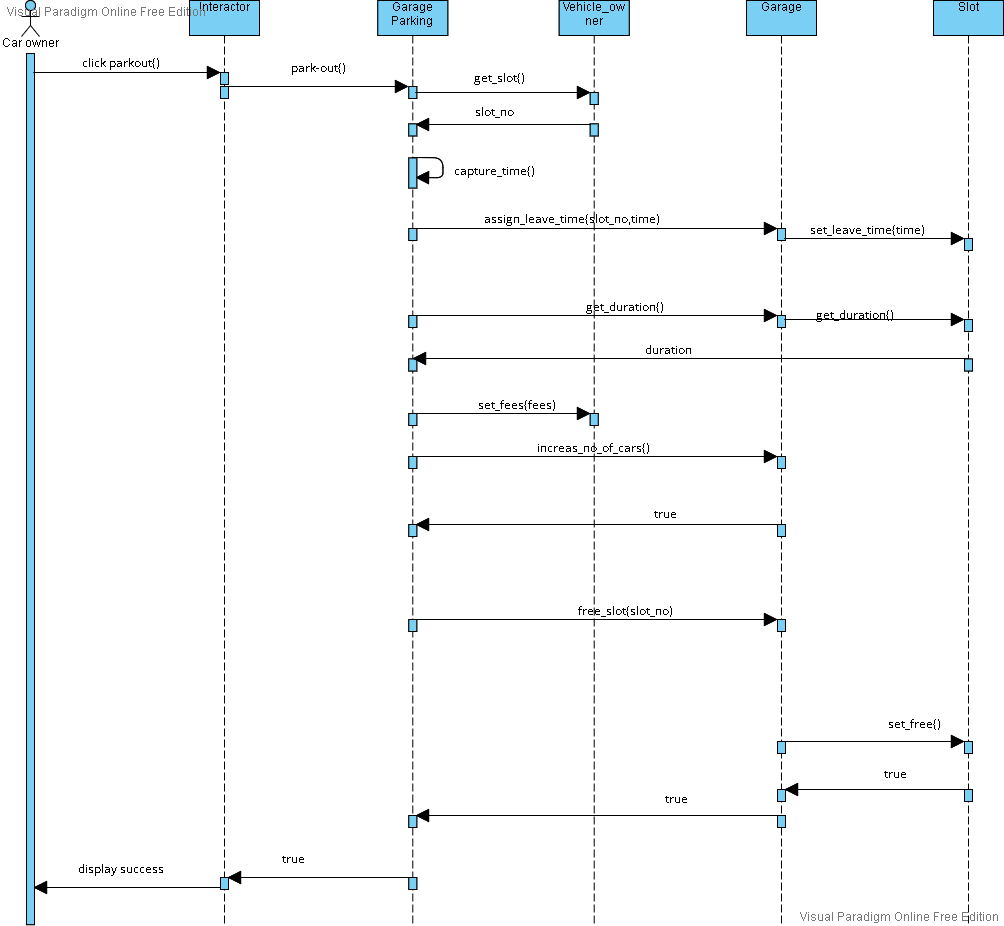 Visual Paradigm Online Free Edition
Car owner
Interactor
Garage
Parking
Vehicle_ow
ner
Garage
Slot
click parkout()
park-out()
get_slot()
slot_no
capture_time()
assign_leave_time(slot_no,time)
set_leave_time(time)
get_duration()
get_duration()
duration
set_fees(fees)
increas_no_of_cars()
true
free_slot(slot_no)
set_free()
true
true
true
display success
Visual Paradigm Online Free Edition